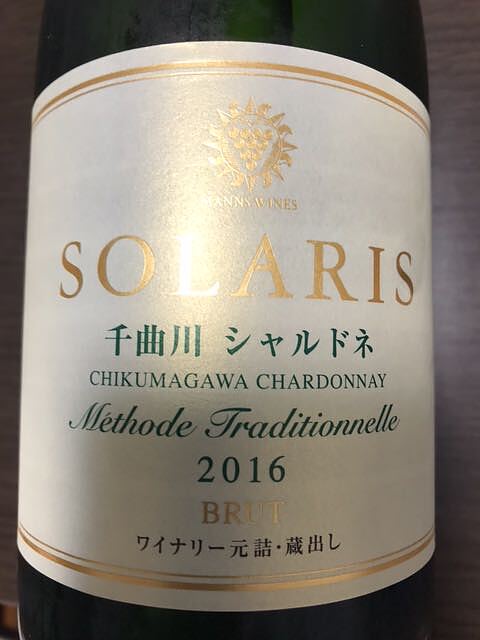 MANNS WINES
SOLARIS
千曲川 シャルドネ
CHIKUMAGAWA CHARDONNAY
Méthode Traditionnelle
2016
BRUT
ワイナリー元詰・蔵出し